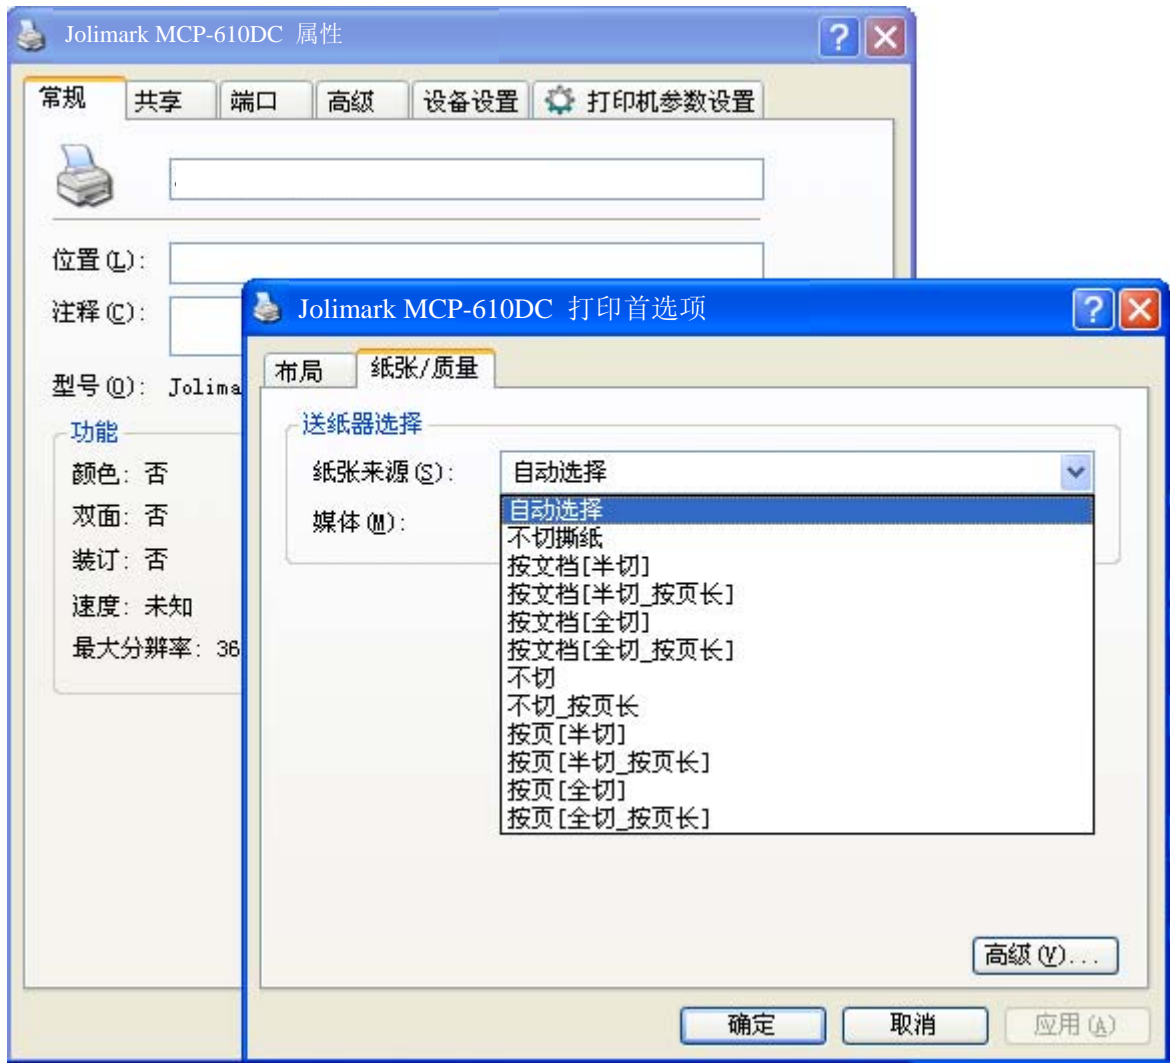 Jolimark MCP-610DC 属性
常规 共享 端口 高级 设备设置 打印机参数设置
位置(L):
注释(C):
型号(O): Jolima
功能
颜色: 否
双面: 否
装订: 否
速度: 未知
最大分辨率: 36
Jolimark MCP-610DC 打印首选项
布局 纸张/质量
送纸器选择
纸张来源(S): 自动选择
媒体(M):
自动选择
不切撕纸
按文档[半切]
按文档[半切_按页长]
按文档[全切]
按文档[全切_按页长]
不切
不切_按页长
按页[半切]
按页[半切_按页长]
按页[全切]
按页[全切_按页长]
高级(V)...
确定 取消 应用(A)